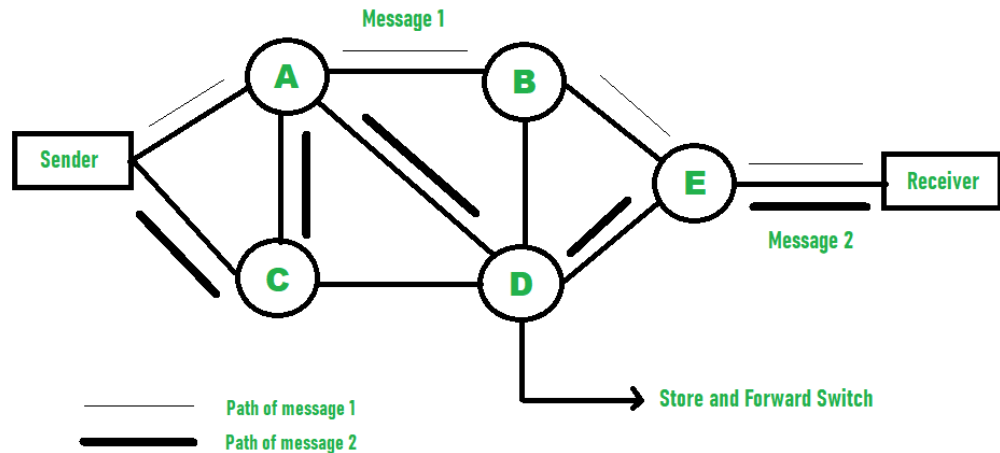 Message 1
A
B
Sender
E
Receiver
Message 2
C
D
Store and Forward Switch
Path of message 1
Path of message 2